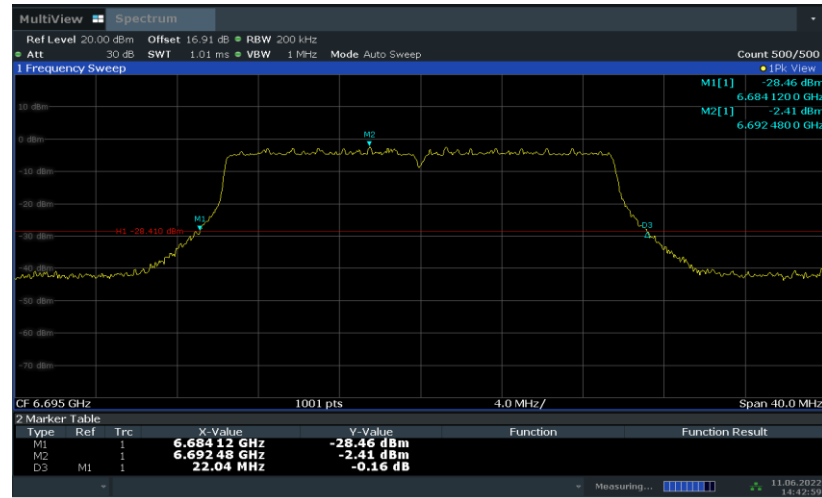 MultiView Spectrum
Ref Level 20.00 dBm Offset 16.91 dB RBW 200 kHz
Att 30 dB SWT 1.01 ms VBW 1 MHz Mode Auto Sweep Count 500/500
1 Frequency Sweep 1Pk View
M1[1] -28.46 dBm
6.684 120 0 GHz
10 dBm
M2[1] -2.41 dBm
6.692 480 0 GHz
M2
0 dBm
-10 dBm
-20 dBm
M1
D3
H1 -28.410 dBm
-30 dBm
-40 dBm
-50 dBm
-60 dBm
-70 dBm
CF 6.695 GHz 1001 pts 4.0 MHz/ Span 40.0 MHz
2 Marker Table
Type Ref Trc X-Value Y-Value Function Function Result
M1 1 6.684 12 GHz -28.46 dBm
M2 1 6.692 48 GHz -2.41 dBm
D3 M1 1 22.04 MHz -0.16 dB
Measuring... 11.06.2022
14:42:59